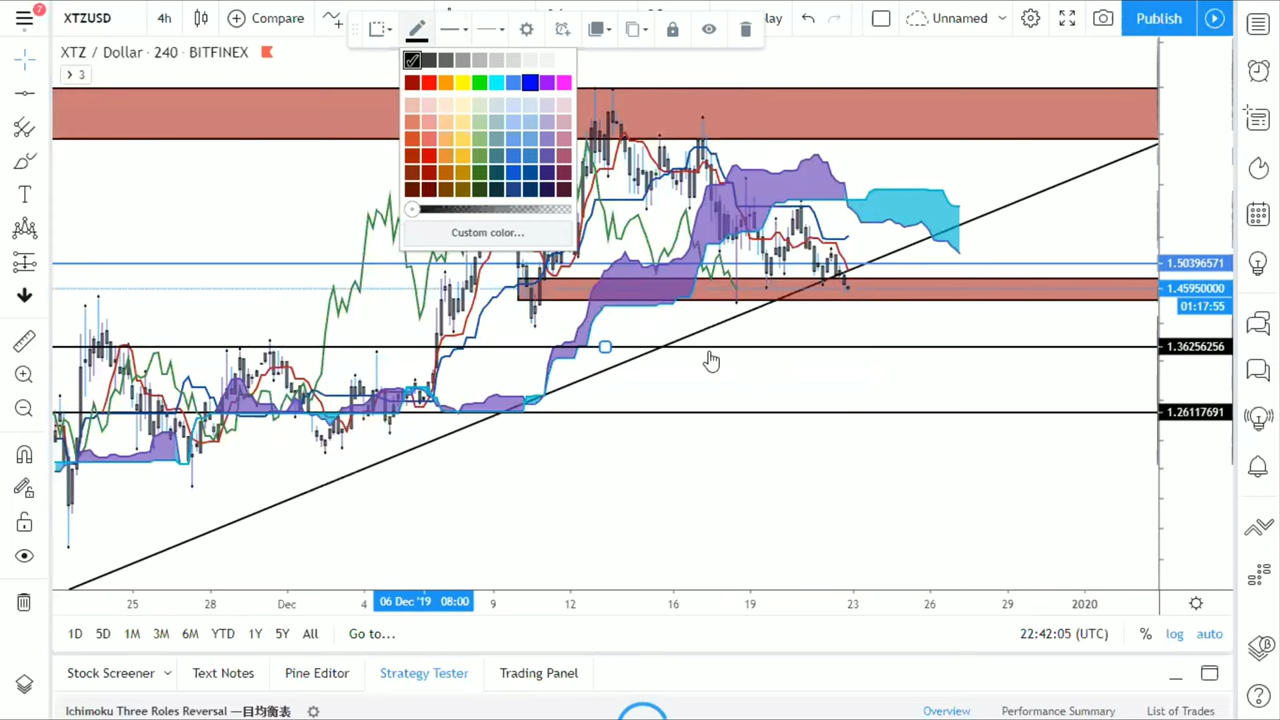 7
XTZUSD 4h Compare lay Unnamed Publish
XTZ / Dollar · 240 · BITFINEX
3
Custom color...
1.50396571
1.45950000
01:17:55
1.36256256
1.26117691
25 28 Dec 4 06 Dec '19 08:00 9 12 16 19 23 26 29 2020
1D 5D 1M 3M 6M YTD 1Y 5Y All Go to... 22:42:05 (UTC) % log auto
Stock Screener Text Notes Pine Editor Strategy Tester Trading Panel
Ichimoku Three Roles Reversal 一目均衡表 Overview Performance Summary List of Trades